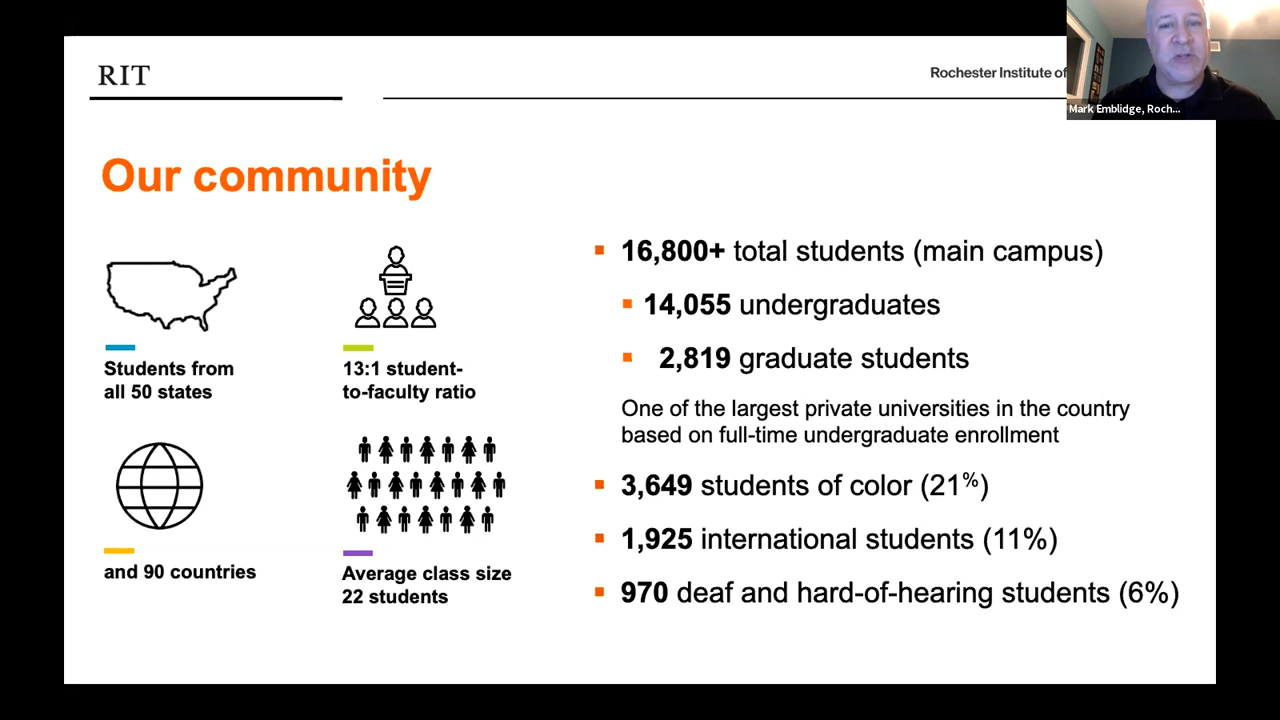 RIT
Rochester Institute of
Mark Emblidge, Roch...
Our community
Students from
all 50 states
13:1 student-
to-faculty ratio
and 90 countries
Average class size
22 students
16,800+ total students (main campus)
14,055 undergraduates
2,819 graduate students
One of the largest private universities in the country
based on full-time undergraduate enrollment
3,649 students of color (21%)
1,925 international students (11%)
970 deaf and hard-of-hearing students (6%)